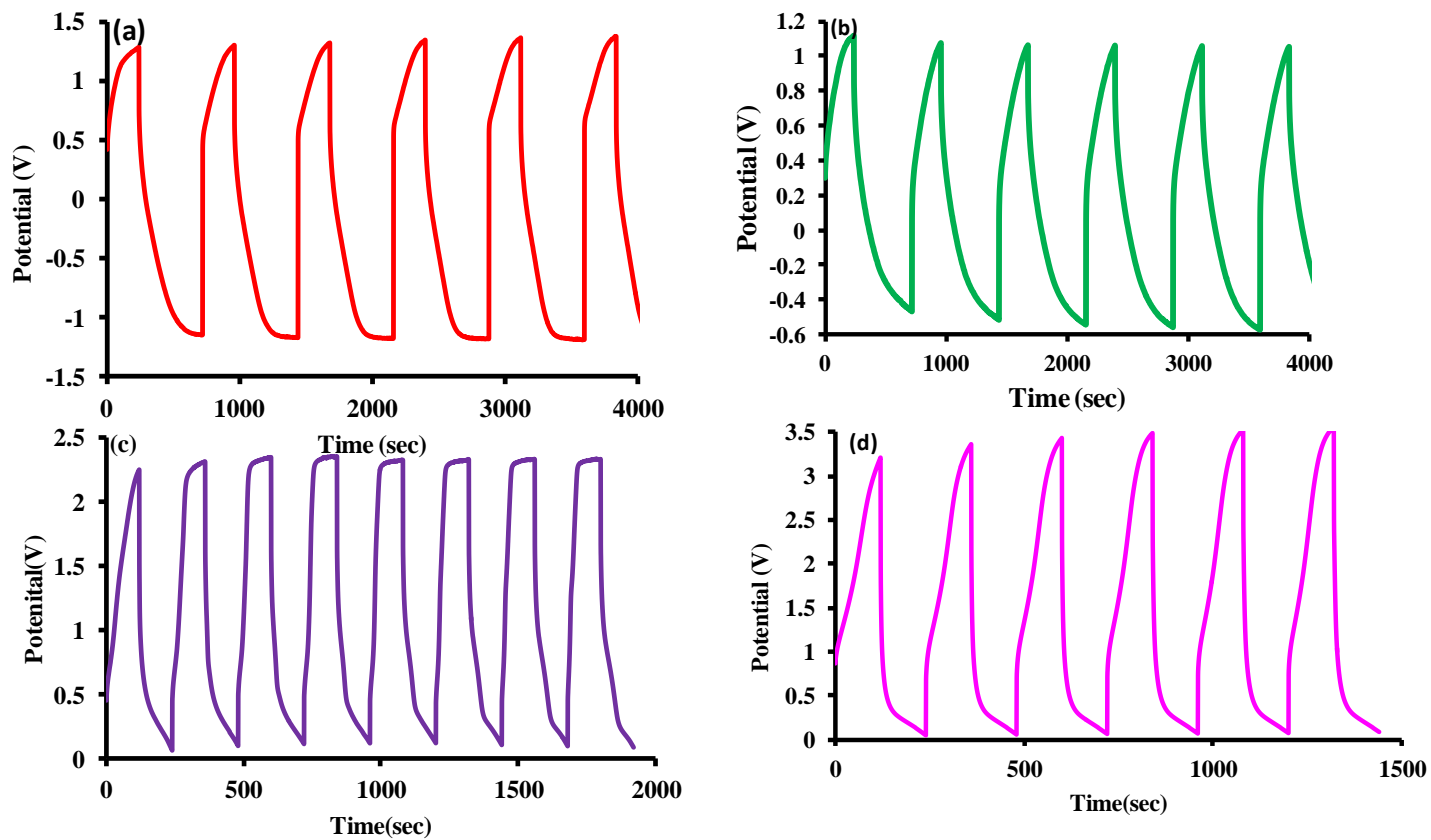 (a)
1.5
1
0.5
0
-0.5
-1
-1.5
Potential (V)
0 1000 2000 3000 4000
Time (sec)
(b)
1.2
1
0.8
0.6
0.4
0.2
0
-0.2
-0.4
-0.6
Potential (V)
0 1000 2000 3000 4000
Time (sec)
(c)
2.5
2
1.5
1
0.5
0
Potenital(V)
0 500 1000 1500 2000
Time(sec)
(d)
3.5
3
2.5
2
1.5
1
0.5
0
Potential (V)
0 500 1000 1500
Time(sec)